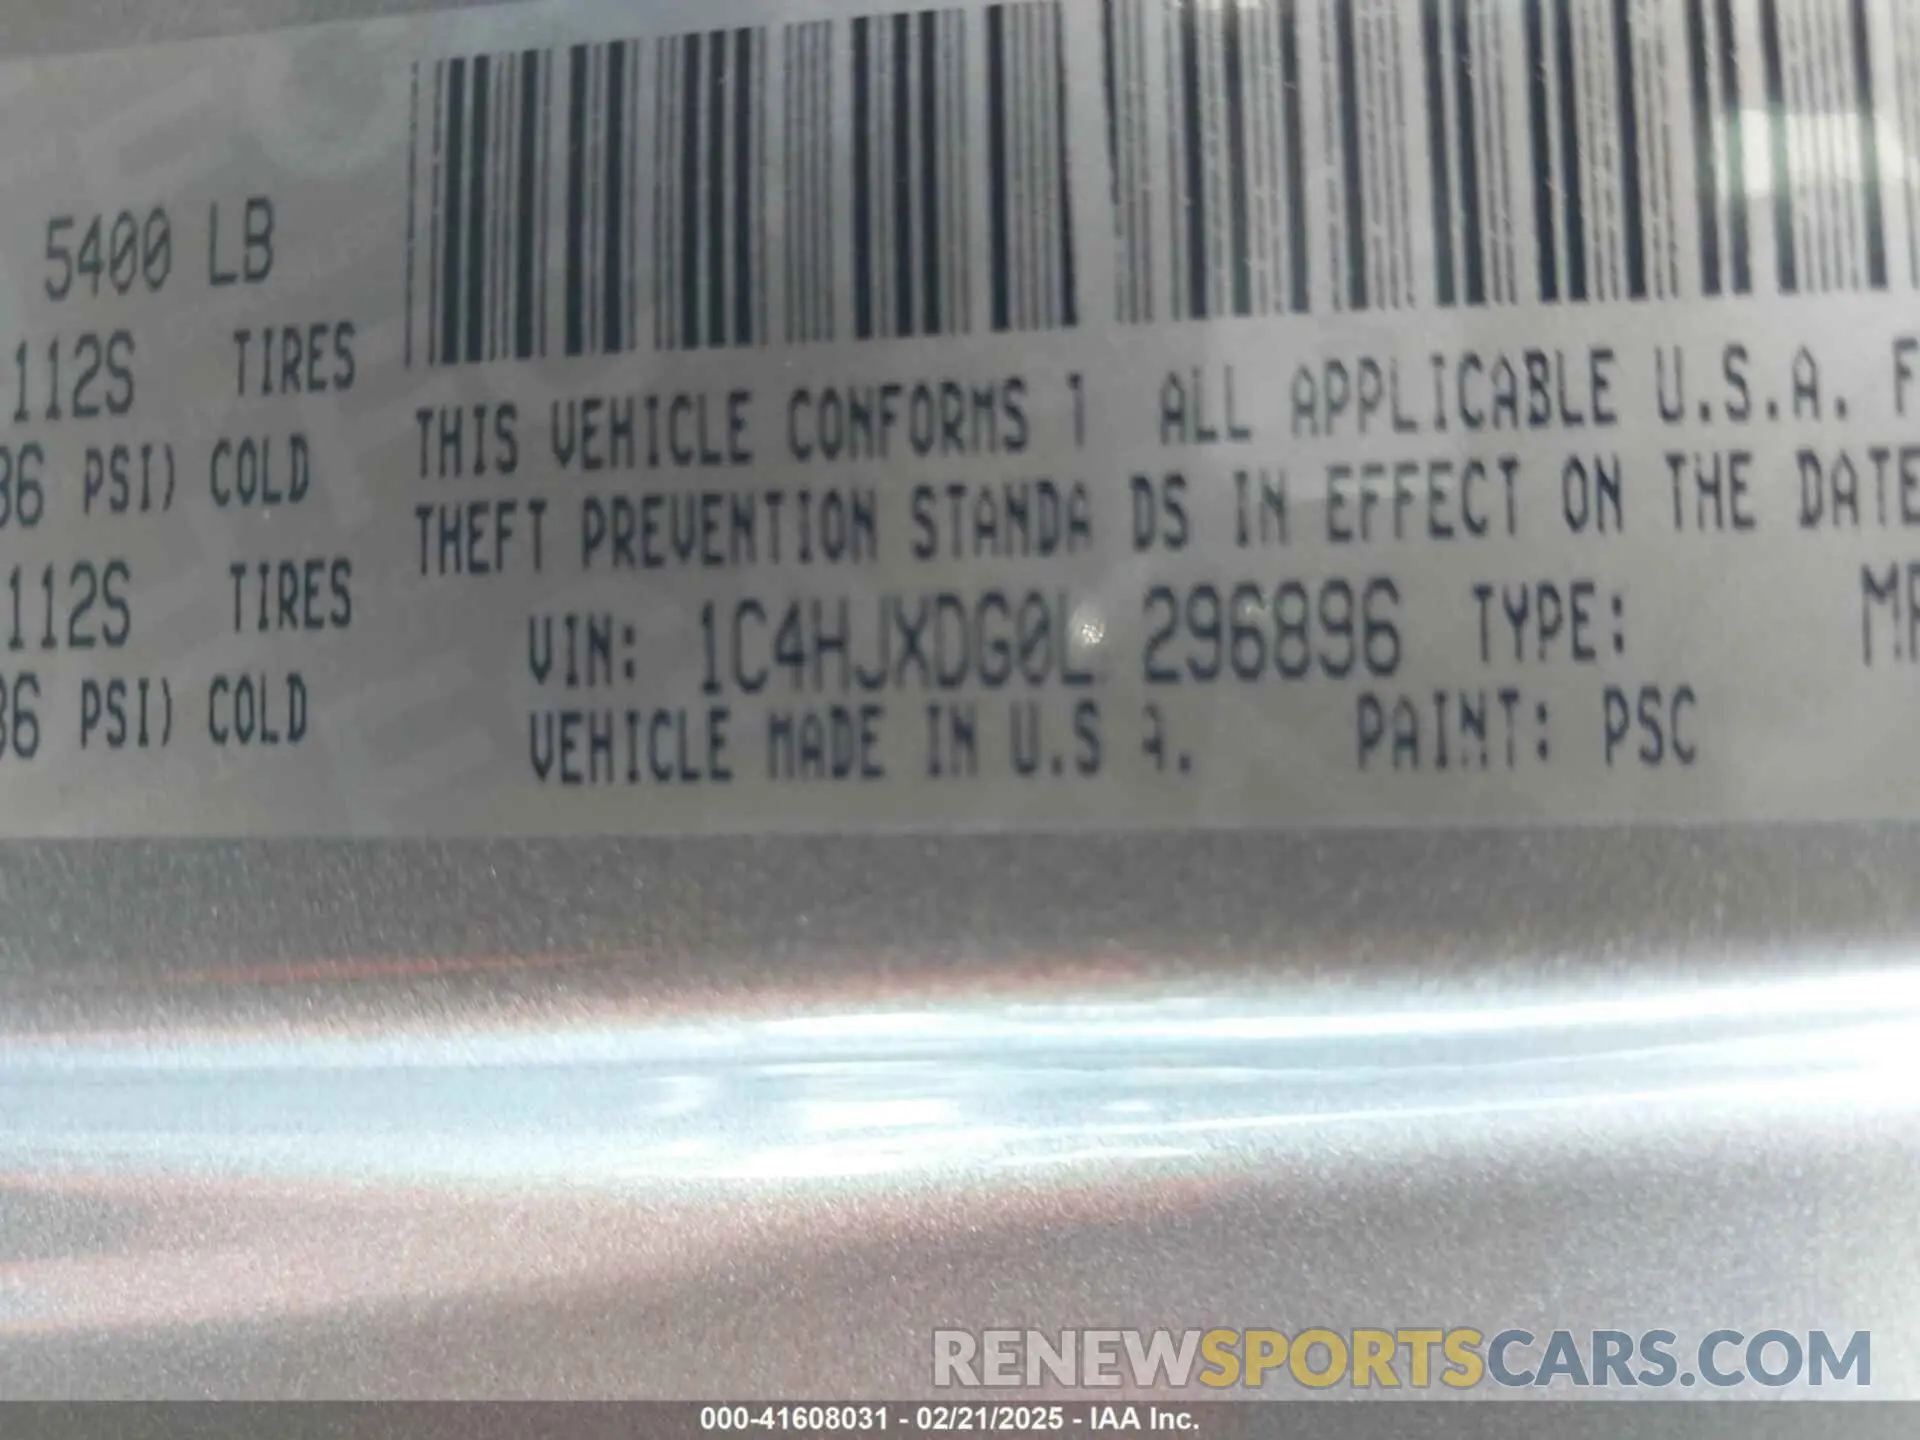 5400 LB
112S TIRES
36 PSI) COLD
112S TIRES
36 PSI) COLD
THIS VEHICLE CONFORMS T ALL APPLICABLE U.S.A. F
THEFT PREVENTION STANDA DS IN EFFECT ON THE DATE
VIN: 1C4HJXDG0L 296896 TYPE:
VEHICLE MADE IN U.S A. PAINT: PSC
RENEWSPORTSCARS.COM
000-41608031 - 02/21/2025 - IAA Inc.